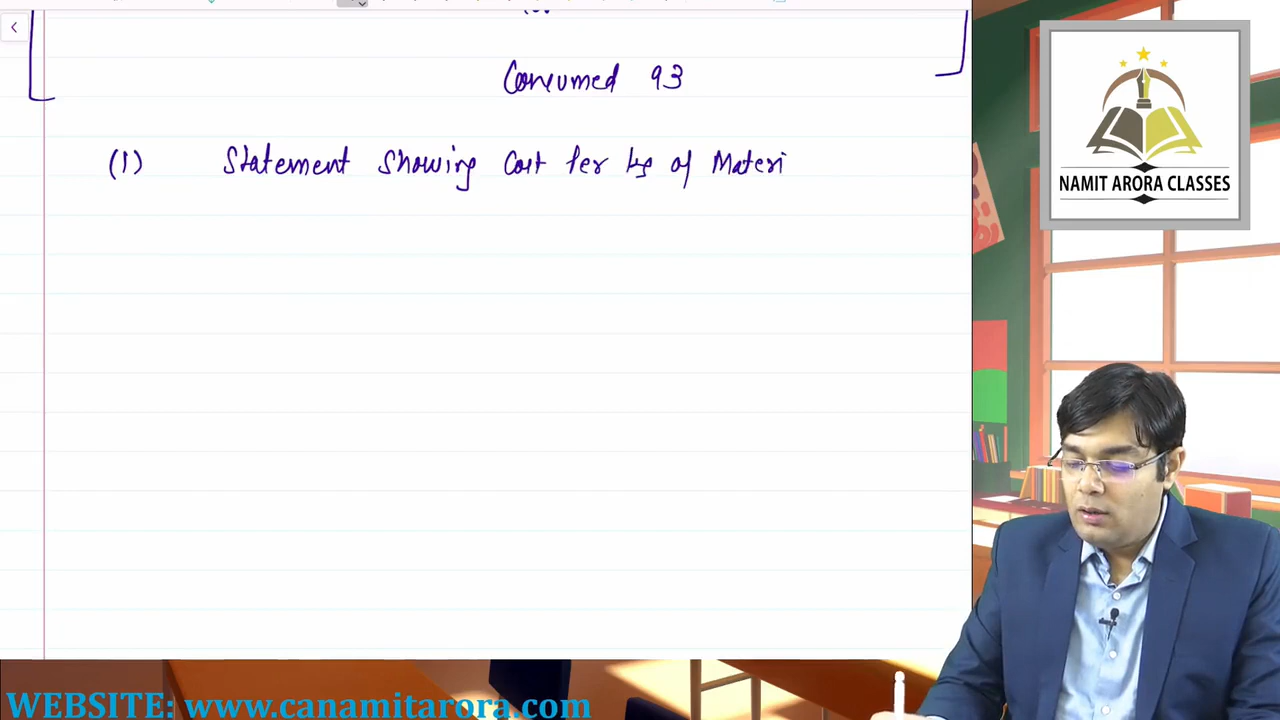 Consumed 93
(1) Statement Showing Cost Per kg of Materi
NAMIT ARORA CLASSES
WEBSITE: www.canamitarora.com